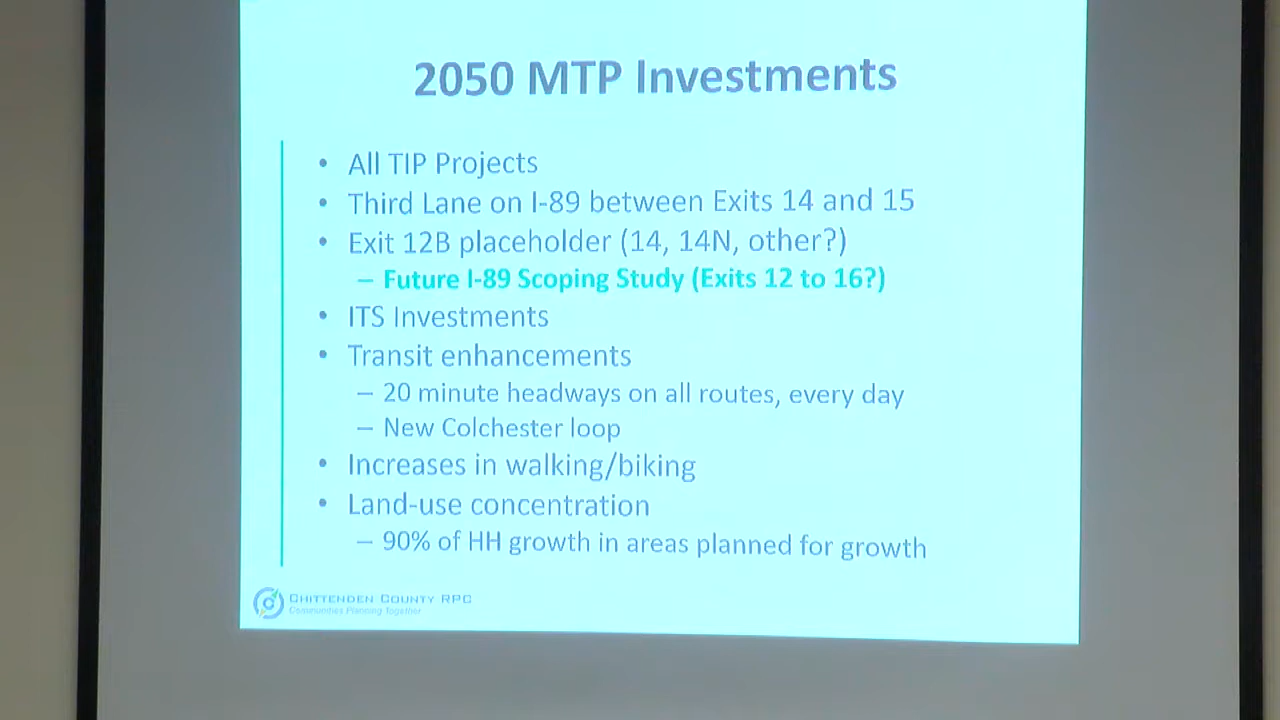 2050 MTP Investments
• All TIP Projects
• Third Lane on I-89 between Exits 14 and 15
• Exit 12B placeholder (14, 14N, other?)
– Future I-89 Scoping Study (Exits 12 to 16?)
• ITS Investments
• Transit enhancements
– 20 minute headways on all routes, every day
– New Colchester loop
• Increases in walking/biking
• Land-use concentration
– 90% of HH growth in areas planned for growth
CHITTENDEN COUNTY RPC
Communities Planning Together